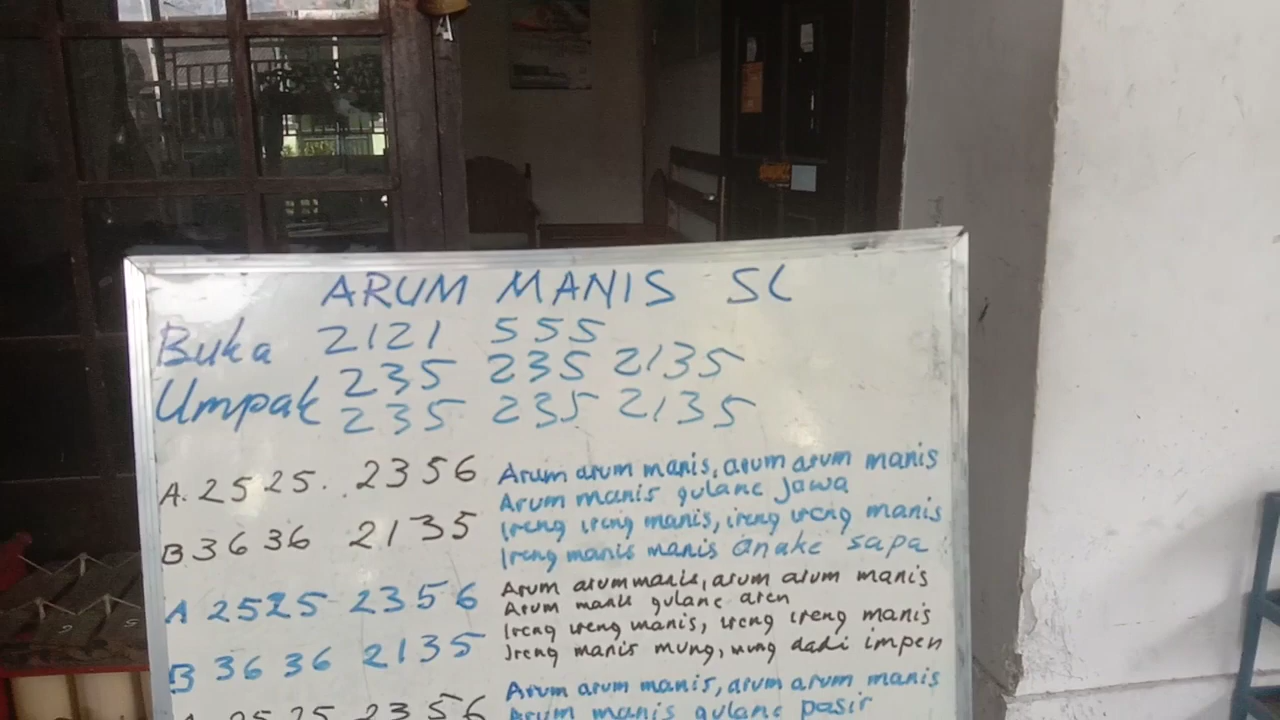 ARUM MANIS SL
Buka 2121 555
Umpak 235 235 2135
235 235 2135
A. 2525. 2356 Arum arum manis, arum arum manis
Arum manis gulane Jawa
B 3636 2135 Ireng ireng manis, ireng ireng manis
Ireng manis manis anake sapa
A 2525 2356 Arum arum manis, arum arum manis
Arum manis gulane aren
B 3636 2135 Ireng ireng manis, ireng ireng manis
Ireng manis mung, mung dadi impen
A 2525 2356 Arum arum manis, arum arum manis
Arum manis gulane pasir